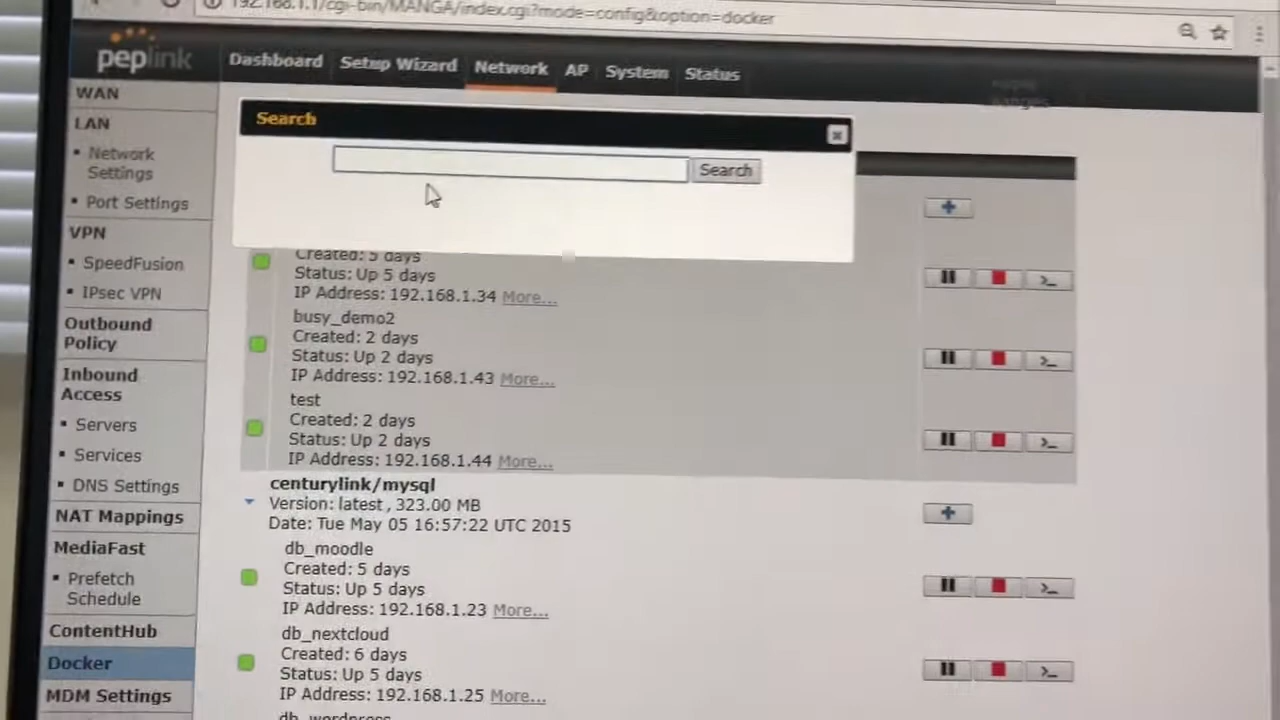 192.168.1.1/cgi-bin/MANGA/index.cgi?mode=config&option=docker
peplink
Dashboard Setup Wizard Network AP System Status
WAN
LAN
Network
Settings
Port Settings
VPN
SpeedFusion
IPsec VPN
Outbound
Policy
Inbound
Access
Servers
Services
DNS Settings
NAT Mappings
MediaFast
Prefetch
Schedule
ContentHub
Docker
MDM Settings
Search
Search
Created: 5 days
Status: Up 5 days
IP Address: 192.168.1.34 More...
busy_demo2
Created: 2 days
Status: Up 2 days
IP Address: 192.168.1.43 More...
test
Created: 2 days
Status: Up 2 days
IP Address: 192.168.1.44 More...
centurylink/mysql
Version: latest , 323.00 MB
Date: Tue May 05 16:57:22 UTC 2015
db_moodle
Created: 5 days
Status: Up 5 days
IP Address: 192.168.1.23 More...
db_nextcloud
Created: 6 days
Status: Up 5 days
IP Address: 192.168.1.25 More...
db_wordpress